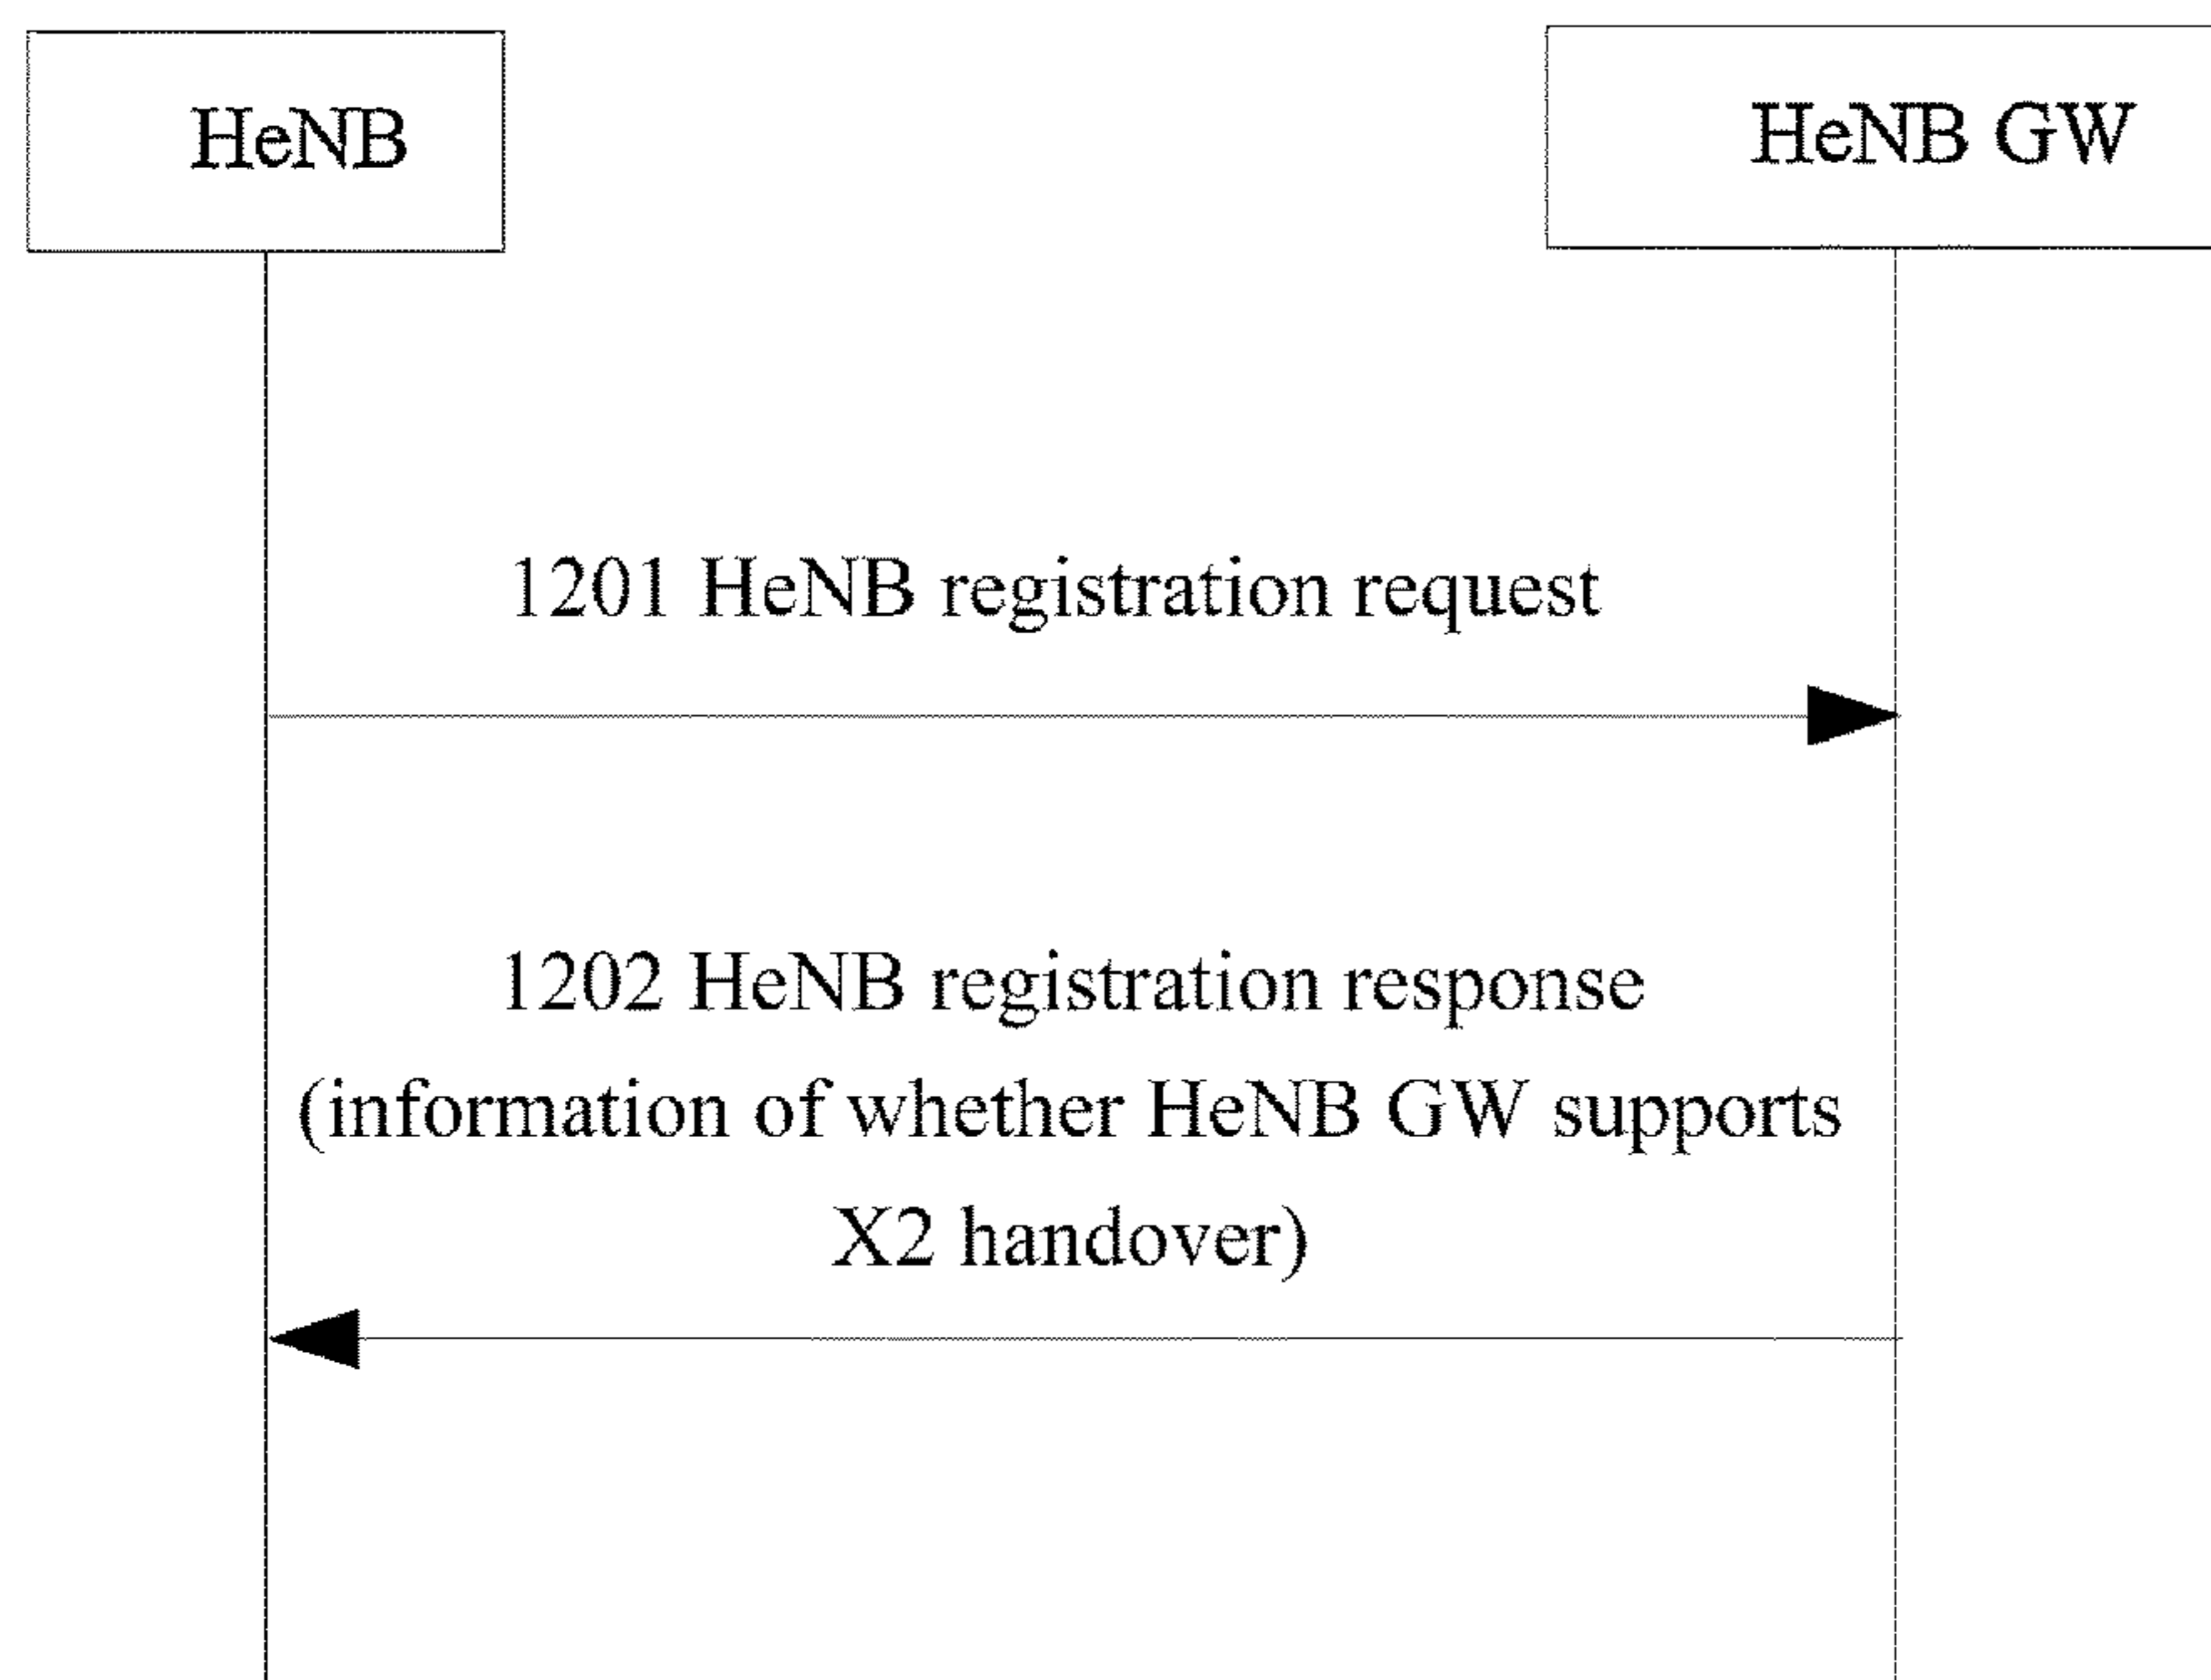 HeNB
HeNB GW
1201 HeNB registration request
1202 HeNB registration response
(information of whether HeNB GW supports
X2 handover)